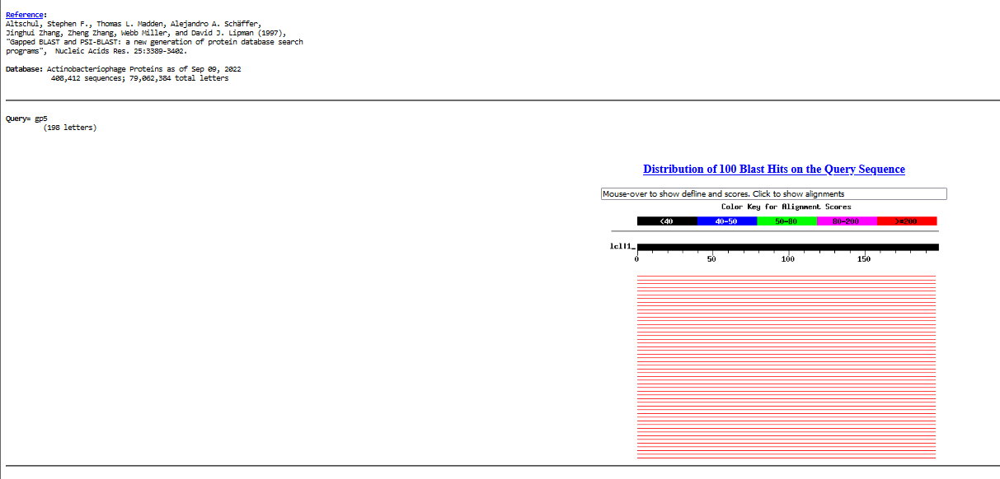 Reference:
Altschul, Stephen F., Thomas L. Madden, Alejandro A. Schäffer,
Jinghui Zhang, Zheng Zhang, Webb Miller, and David J. Lipman (1997),
"Gapped BLAST and PSI-BLAST: a new generation of protein database search
programs", Nucleic Acids Res. 25:3389-3402.
Database: Actinobacteriophage Proteins as of Sep 09, 2022
408,412 sequences; 79,062,384 total letters
Query= gp5
(198 letters)
Distribution of 100 Blast Hits on the Query Sequence
Mouse-over to show defline and scores. Click to show alignments
Color Key for Alignment Scores
<40 40-50 50-80 80-200 >=200
lcl|1_
0 50 100 150